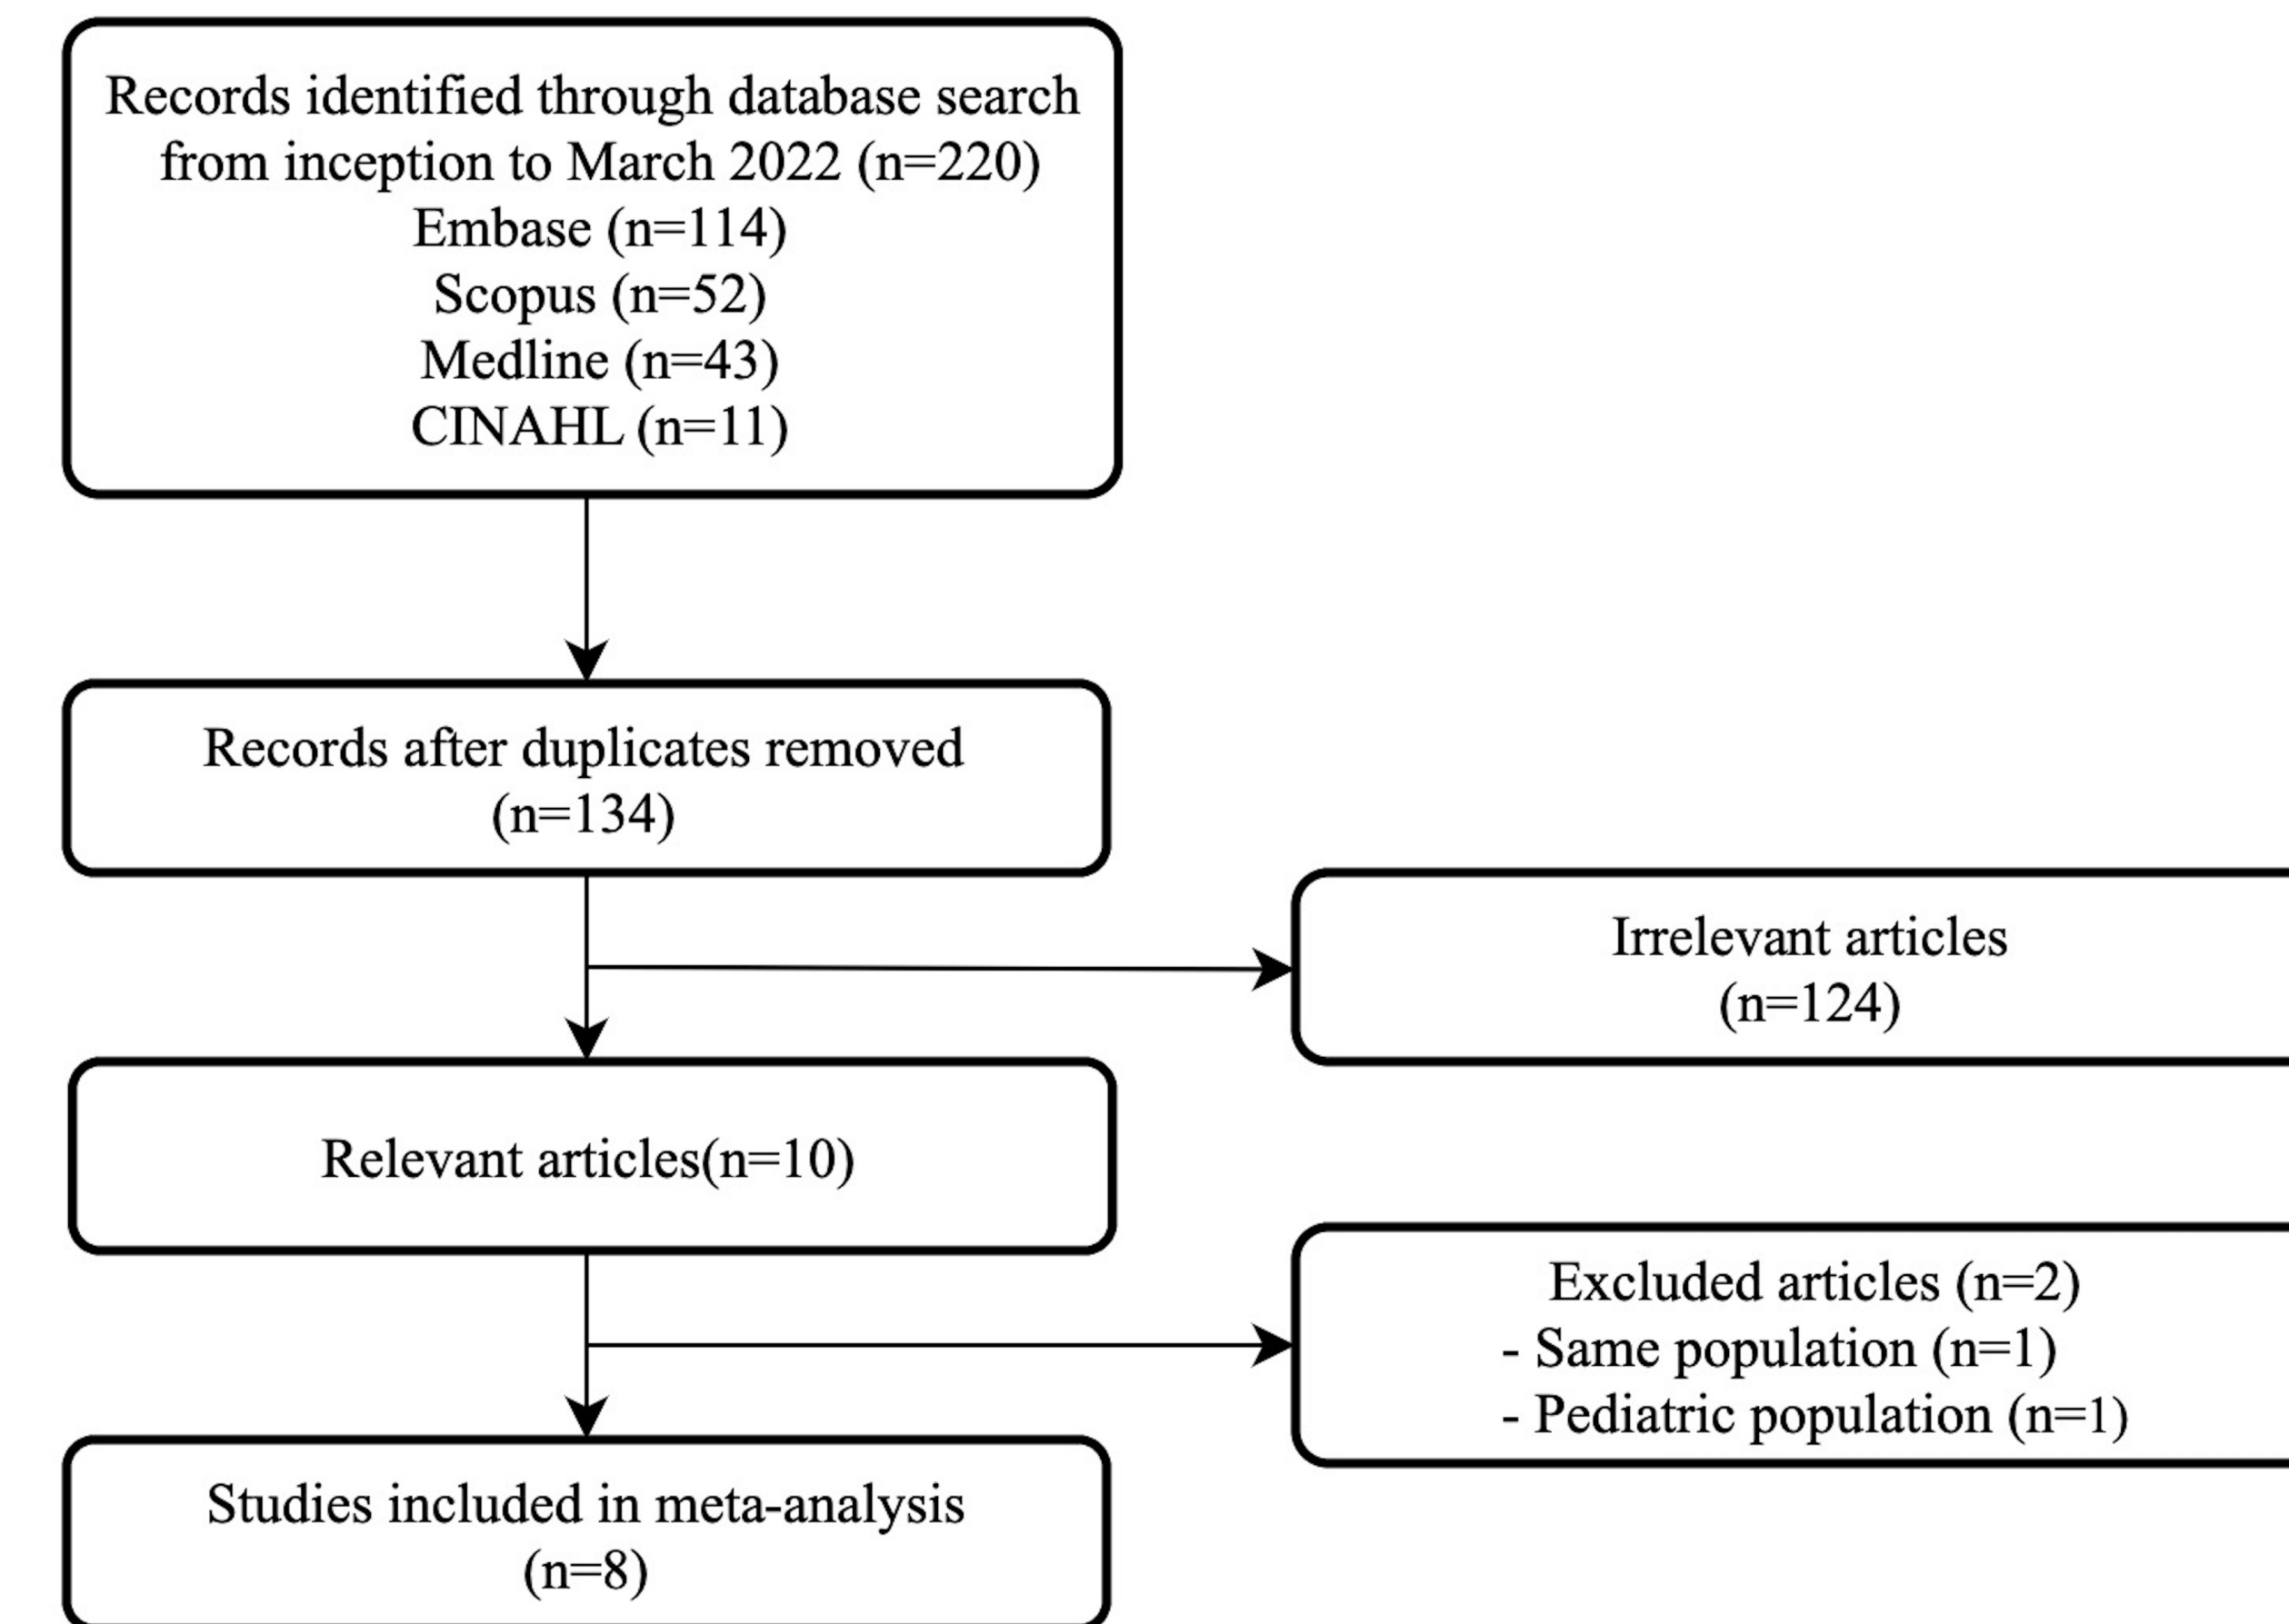 Records identified through database search
from inception to March 2022 (n=220)
Embase (n=114)
Scopus (n=52)
Medline (n=43)
CINAHL (n=11)
Records after duplicates removed
(n=134)
Irrelevant articles
(n=124)
Relevant articles(n=10)
Excluded articles (n=2)
- Same population (n=1)
- Pediatric population (n=1)
Studies included in meta-analysis
(n=8)